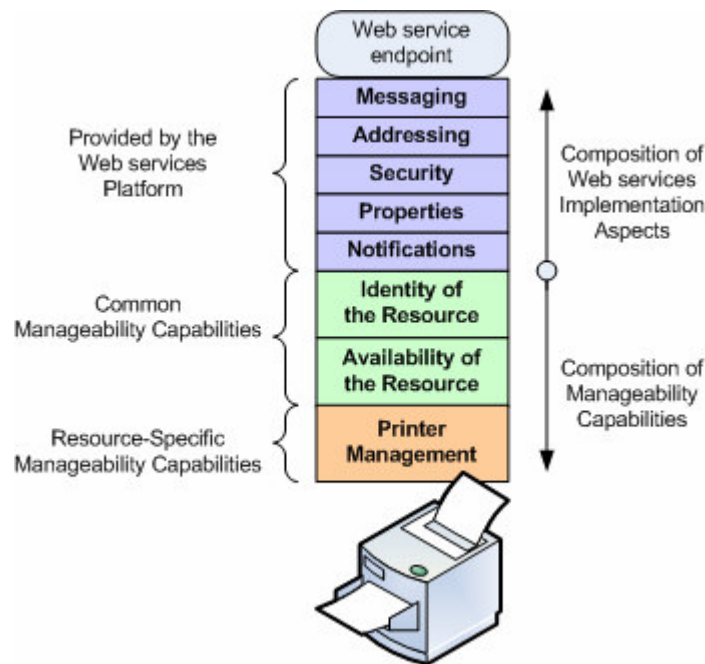 Web service
endpoint
Messaging
Addressing
Security
Properties
Notifications
Identity of
the Resource
Availability of
the Resource
Printer
Management
Provided by the
Web services
Platform
Common
Manageability Capabilities
Resource-Specific
Manageability Capabilities
Composition of
Web services
Implementation
Aspects
Composition of
Manageability
Capabilities